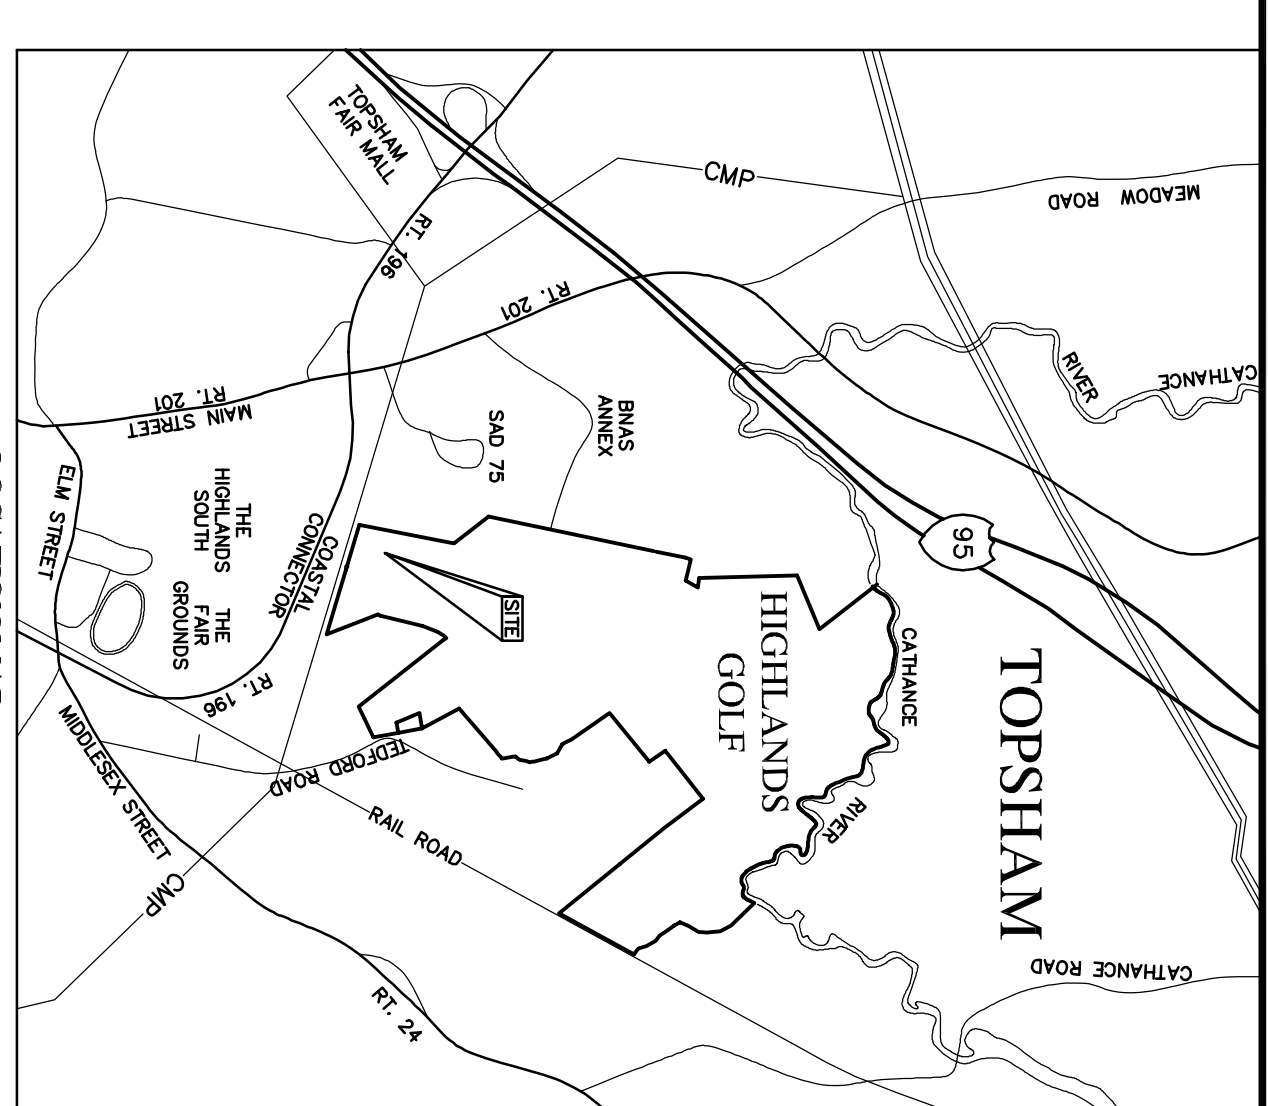 TOPSHAM
FAIR MALL
CMP
MEADOW ROAD
RT. 196
RT. 201
RIVER
CATHANCE
RT. 201
MAIN STREET
SAD 75
BNAS
ANNEX
ELM STREET
THE
HIGHLANDS
SOUTH
THE
FAIR
GROUNDS
COASTAL
CONNECTOR
95
SITE
HIGHLANDS
GOLF
CATHANCE
RIVER
TOPSHAM
RT. 196
MIDDLESEX STREET
TEDFORD ROAD
RAIL ROAD
CMP
CATHANCE ROAD
RT. 24